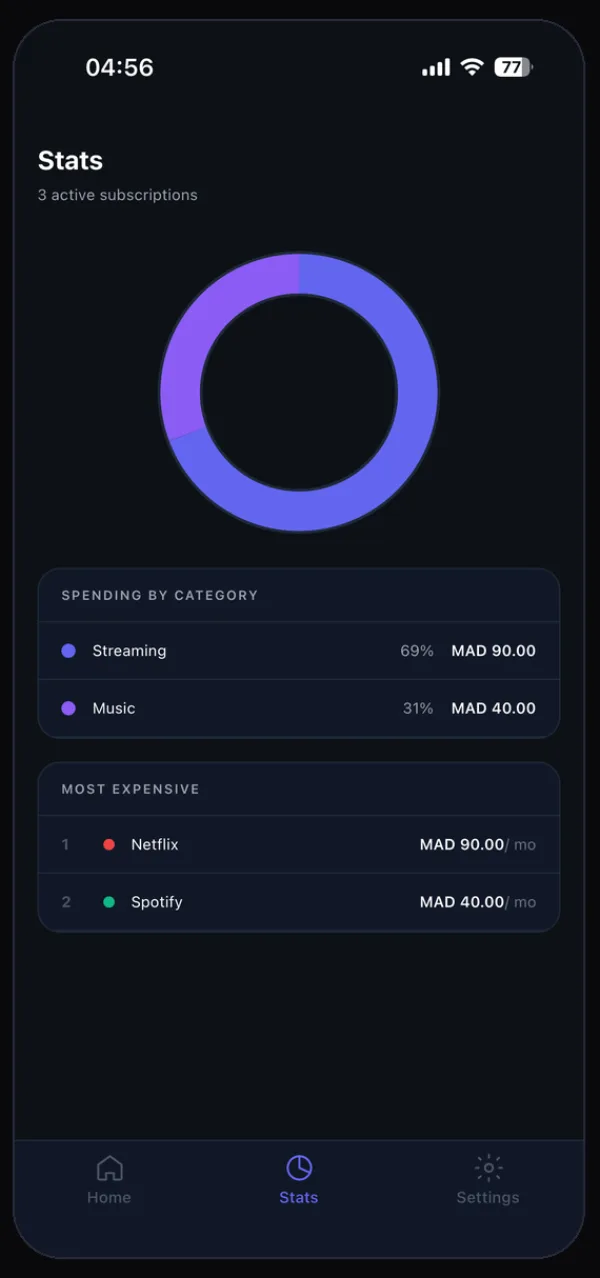 04:56
77
Stats
3 active subscriptions
SPENDING BY CATEGORY
Streaming 69% MAD 90.00
Music 31% MAD 40.00
MOST EXPENSIVE
1 Netflix MAD 90.00/ mo
2 Spotify MAD 40.00/ mo
Home Stats Settings